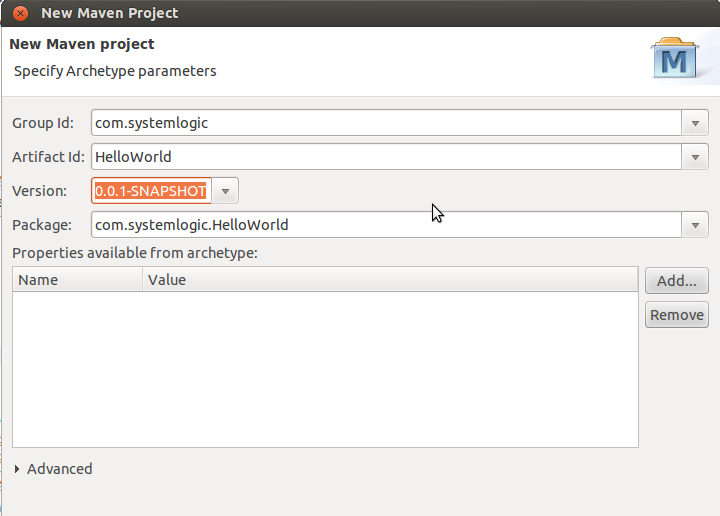 New Maven Project
New Maven project
Specify Archetype parameters
M
Group Id: com.systemlogic
Artifact Id: HelloWorld
Version: 0.0.1-SNAPSHOT
Package: com.systemlogic.HelloWorld
Properties available from archetype:
Name Value Add...
Remove
Advanced